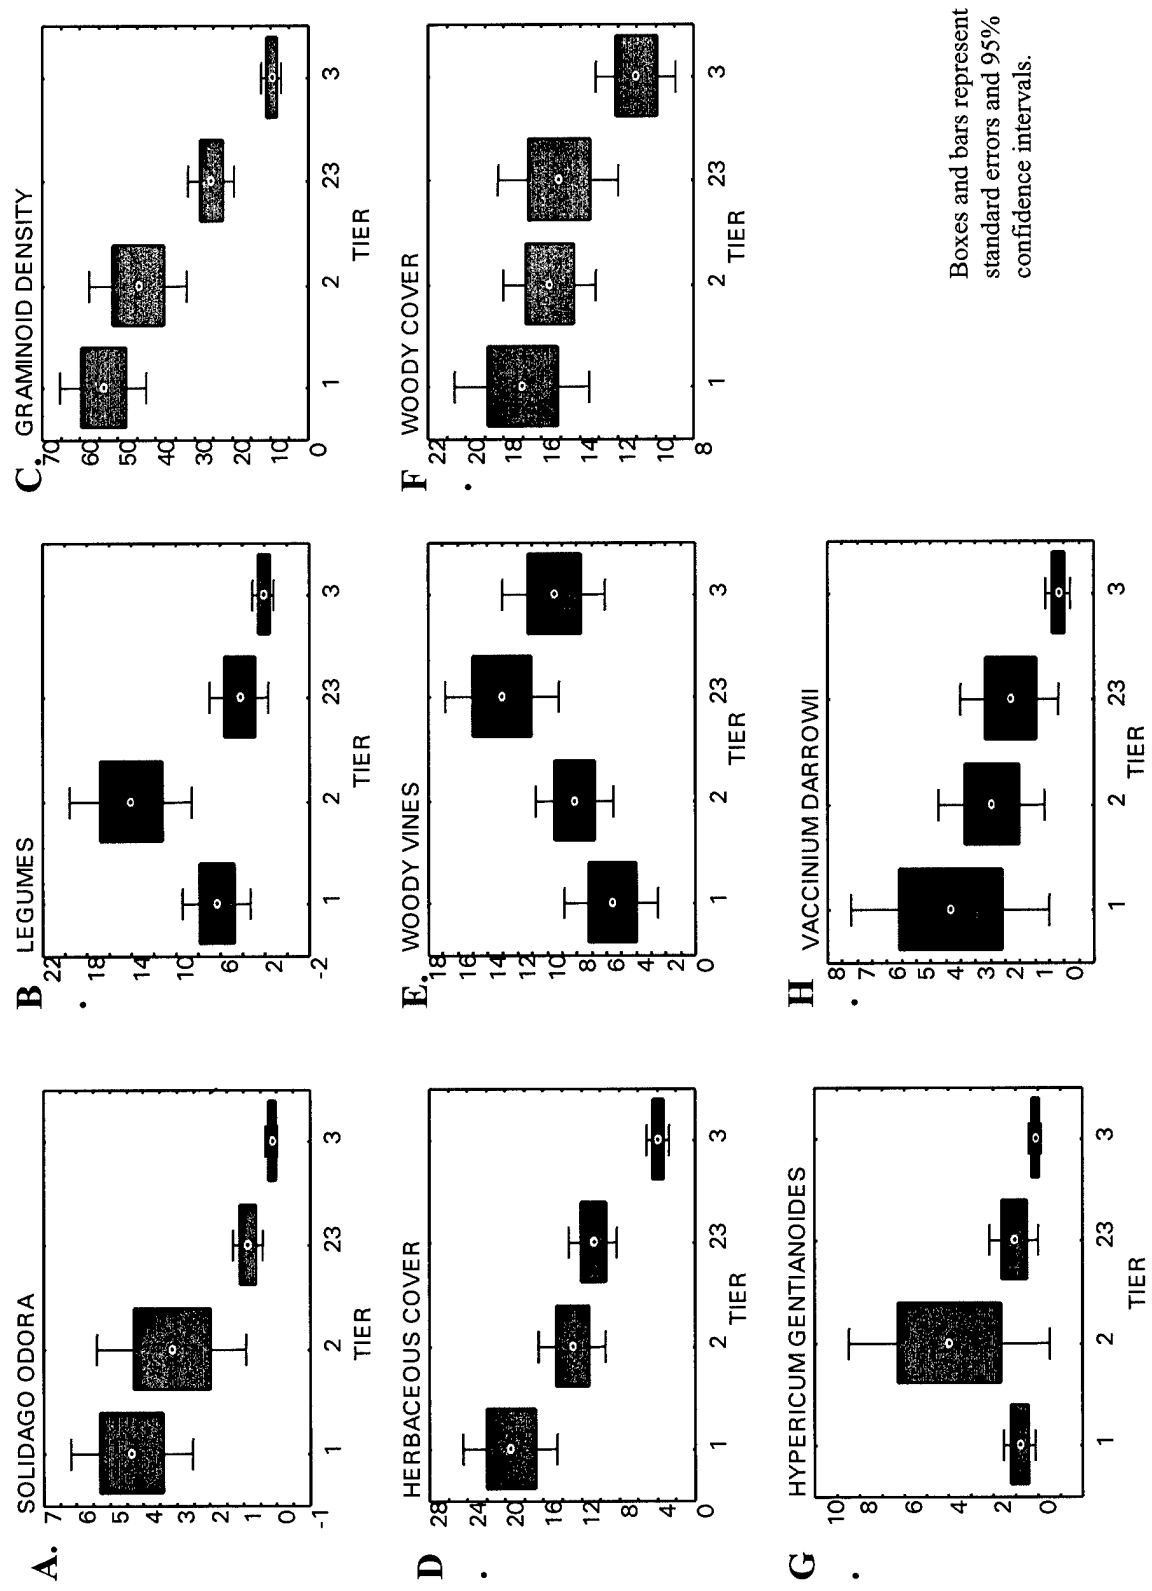 A.
SOLIDAGO ODORA
7
6
5
4
3
2
1
0
-1
1 2 23 3
TIER
B
.
LEGUMES
22
18
14
10
6
2
-2
1 2 23 3
TIER
C.
GRAMINOID DENSITY
70
60
50
40
30
20
10
0
1 2 23 3
TIER
D
.
HERBACEOUS COVER
28
24
20
16
12
8
4
1 2 23 3
TIER
E.
WOODY VINES
18
16
14
12
10
8
6
4
2
0
1 2 23 3
TIER
F
.
WOODY COVER
22
20
18
16
14
12
10
8
1 2 23 3
TIER
G
.
HYPERICUM GENTIANOIDES
10
8
6
4
2
0
1 2 23 3
TIER
H
.
VACCINIUM DARROWII
8
7
6
5
4
3
2
1
0
1 2 23 3
TIER
Boxes and bars represent
standard errors and 95%
confidence intervals.